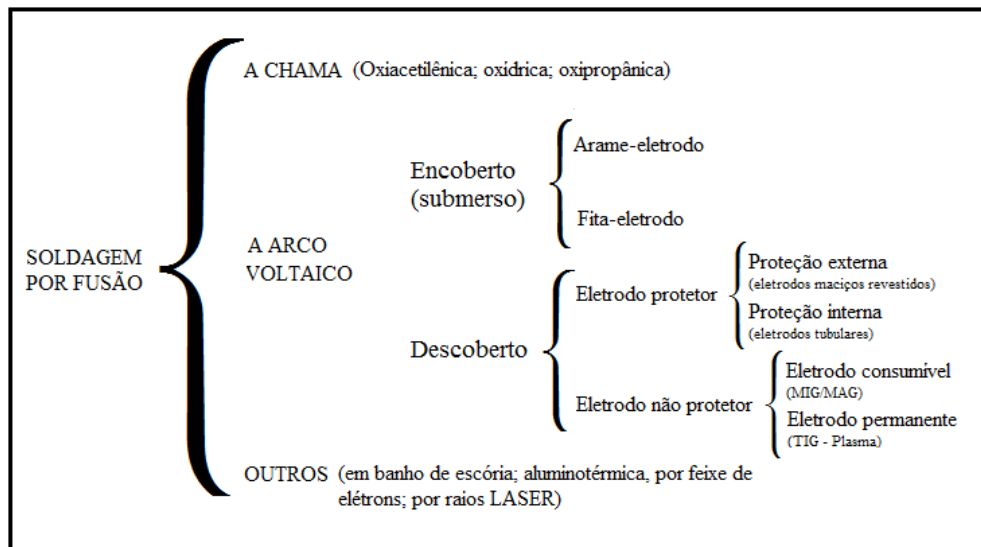 A CHAMA (Oxiacetilênica; oxídrica; oxipropânica)
Arame-eletrodo
Encoberto
(submerso)
Fita-eletrodo
SOLDAGEM
POR FUSÃO
A ARCO
VOLTAICO
Proteção externa
(eletrodos maciços revestidos)
Eletrodo protetor
Proteção interna
(eletrodos tubulares)
Descoberto
Eletrodo consumível
(MIG/MAG)
Eletrodo não protetor
Eletrodo permanente
(TIG - Plasma)
OUTROS (em banho de escória; aluminotérmica, por feixe de
elétrons; por raios LASER)